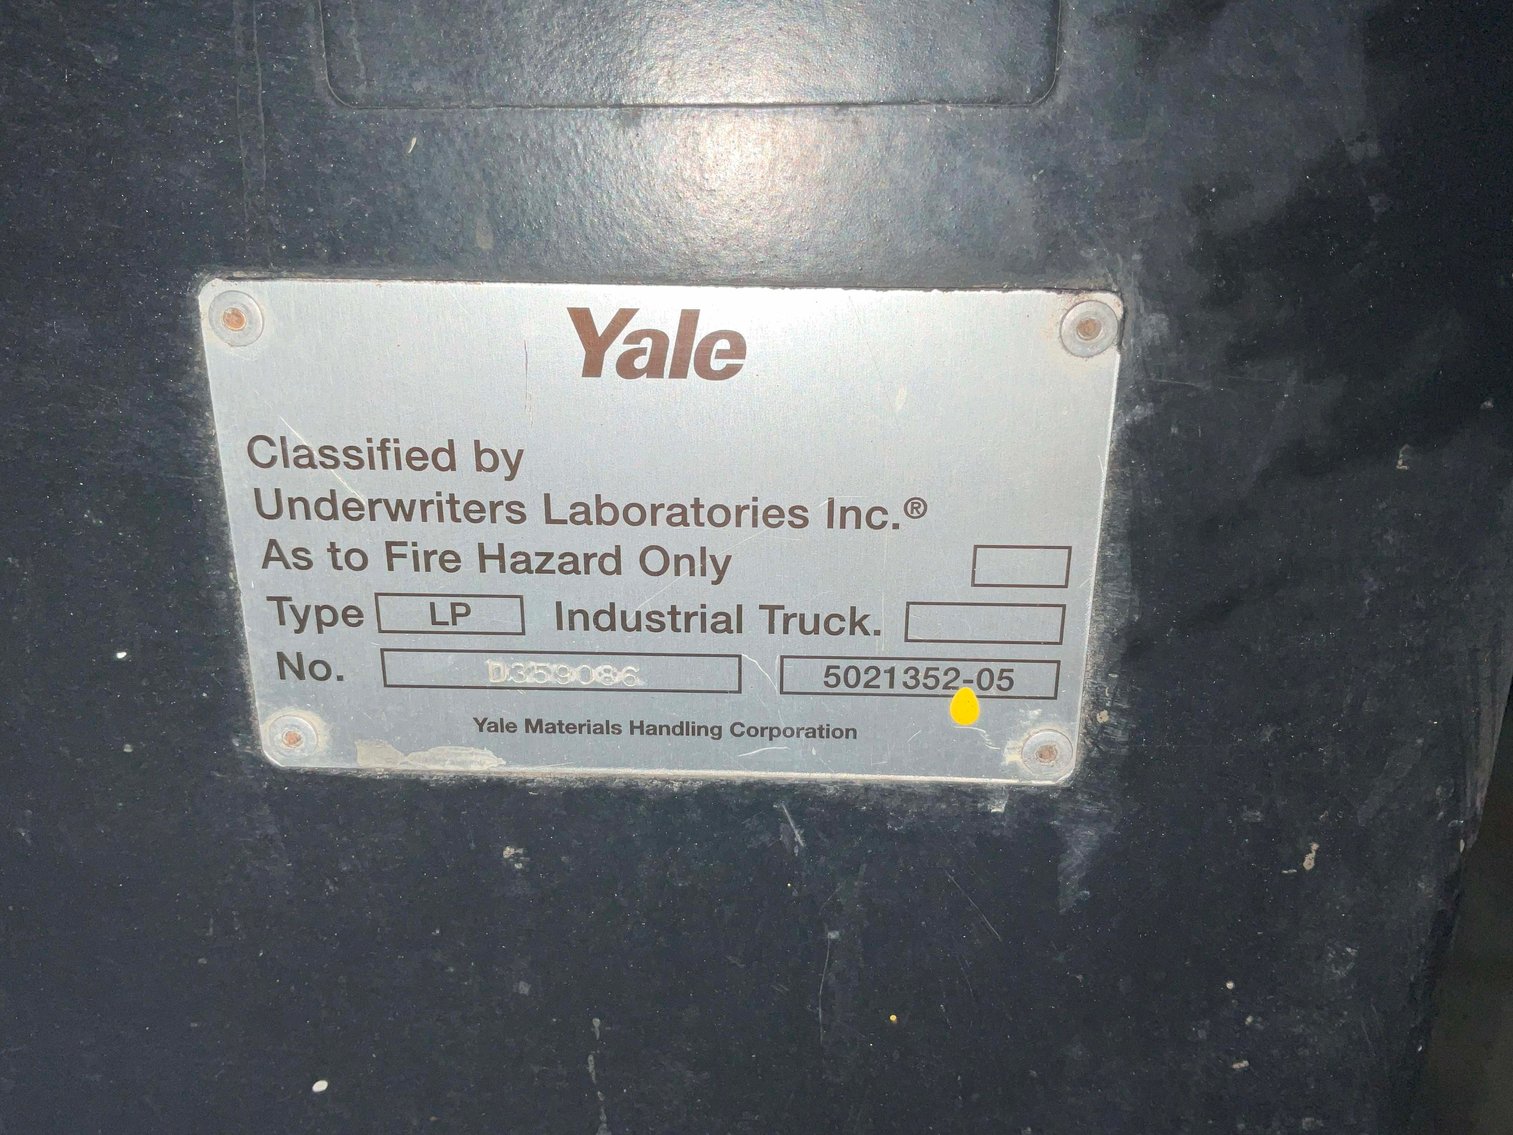 Yale
Classified by
Underwriters Laboratories Inc.®
As to Fire Hazard Only
Type LP Industrial Truck.
No. D359086 5021352-05
Yale Materials Handling Corporation